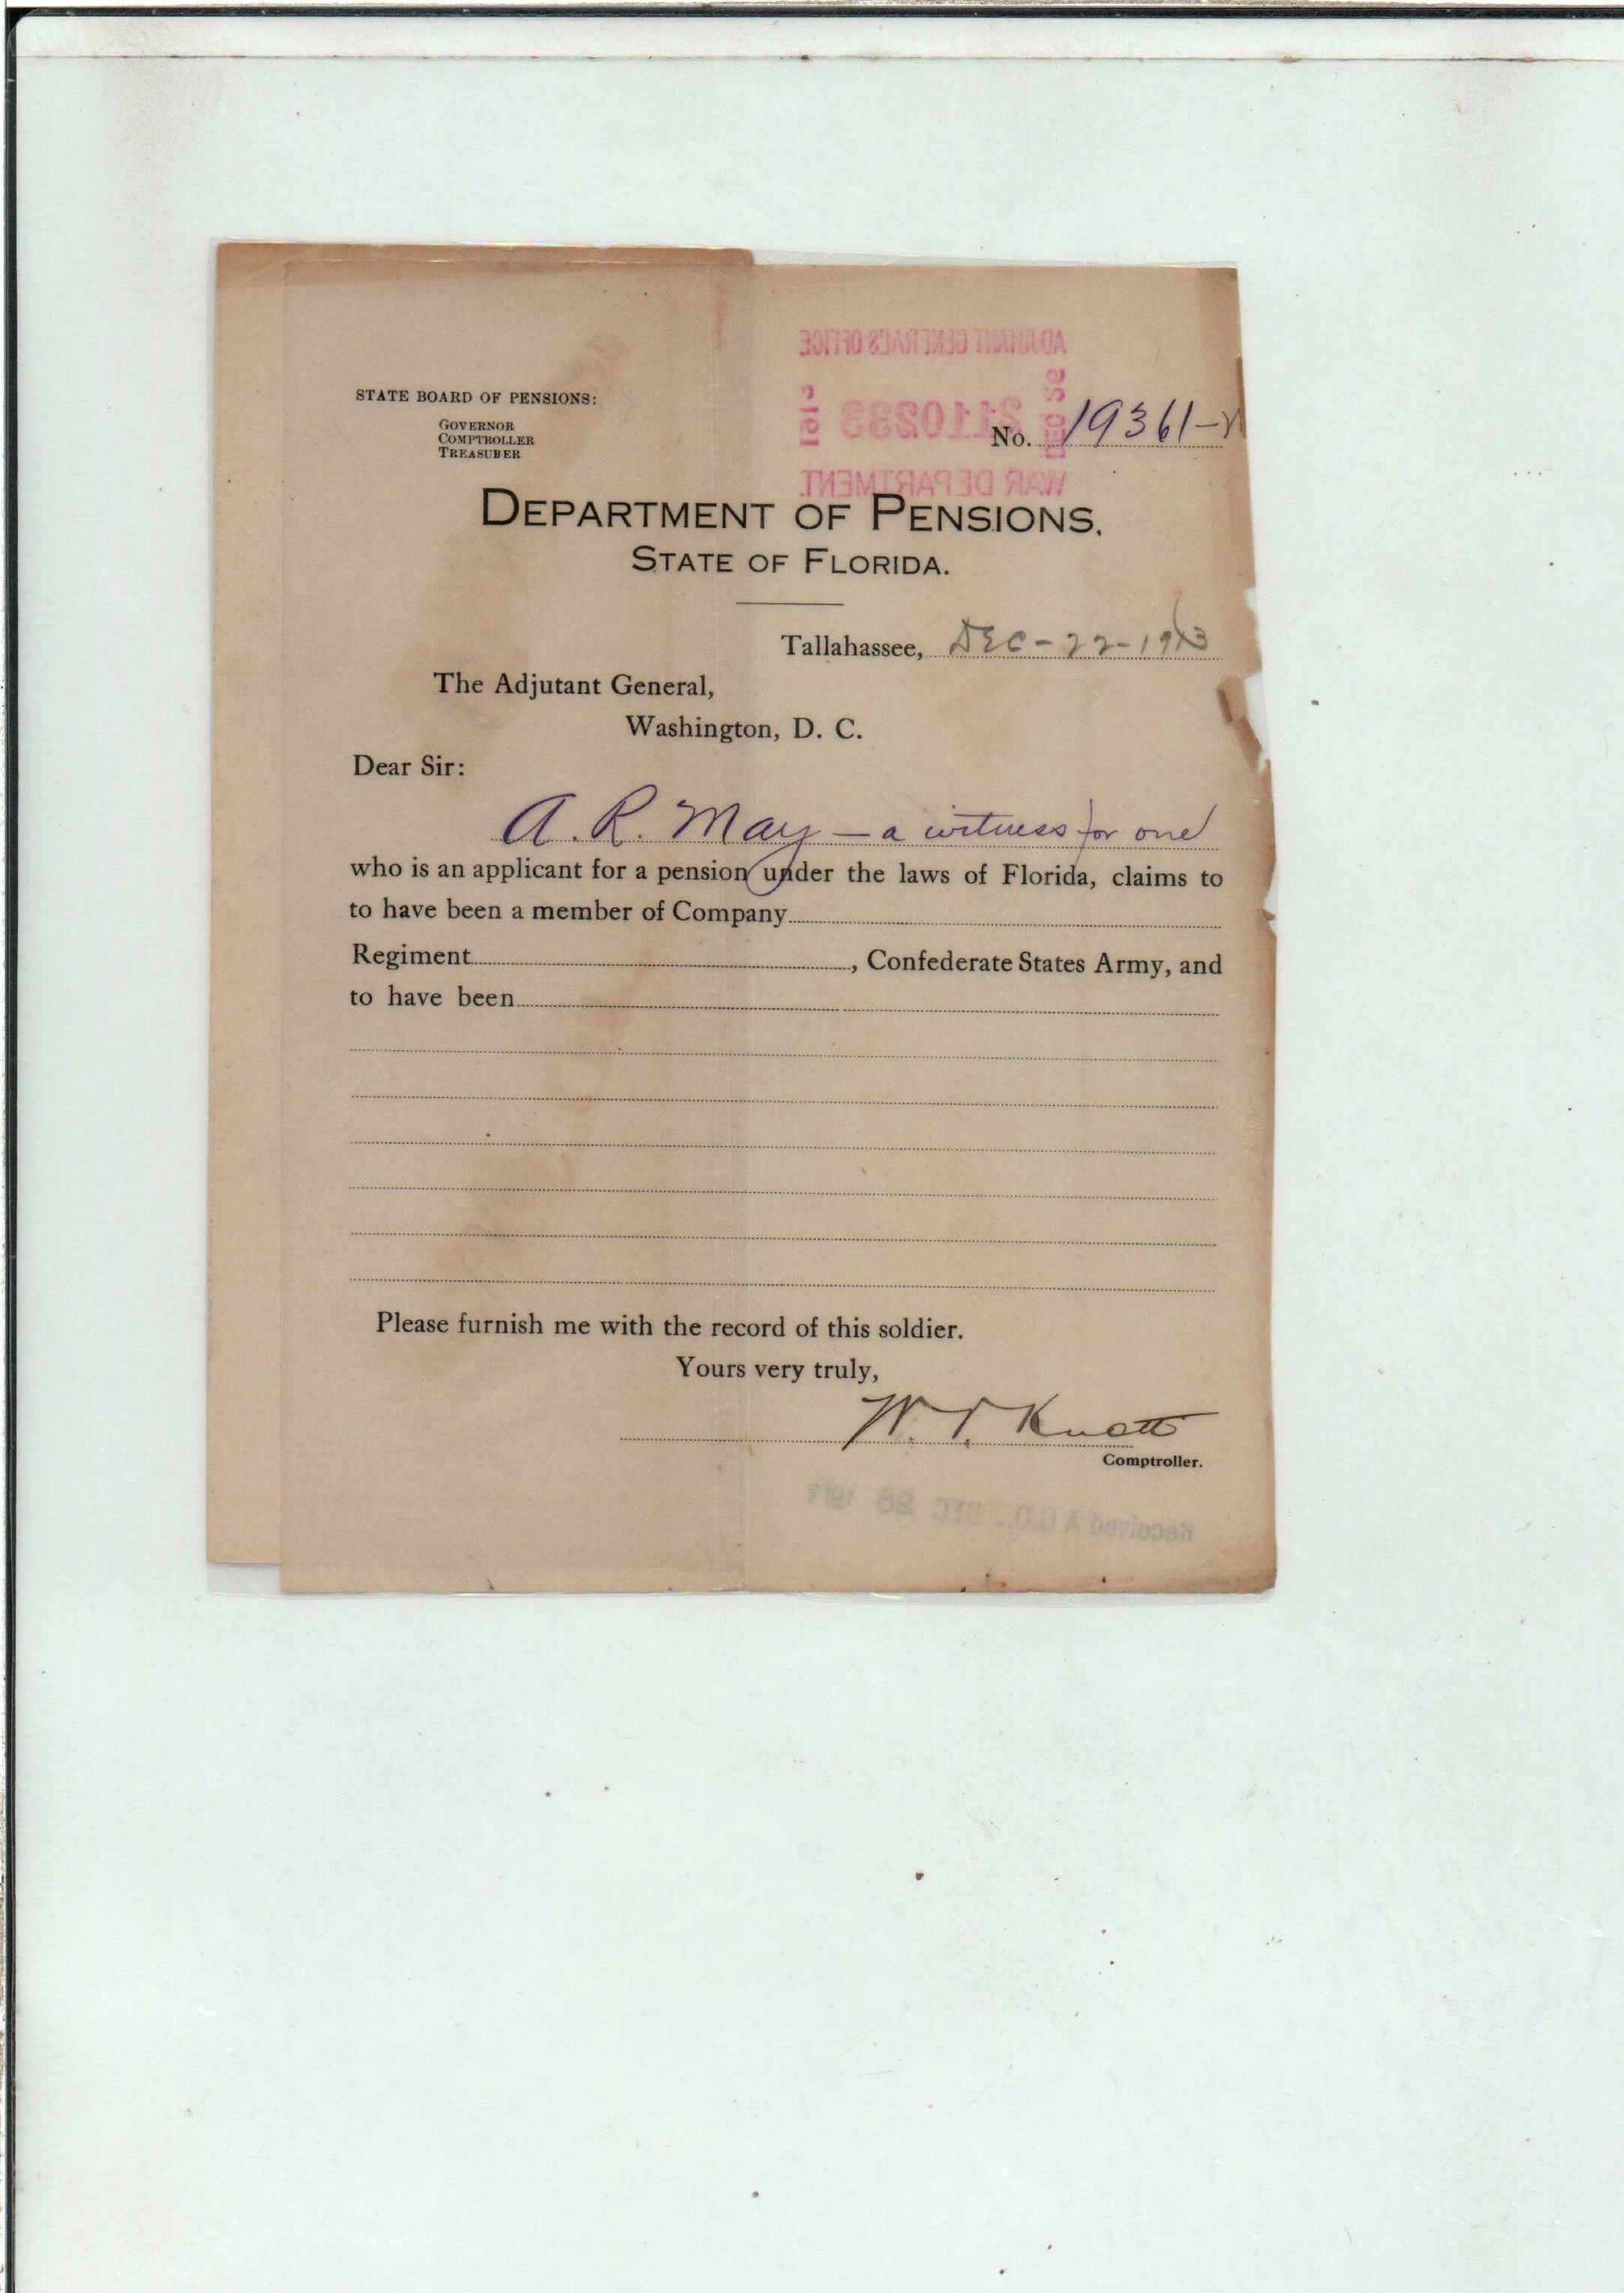 STATE BOARD OF PENSIONS:
GOVERNOR
COMPTROLLER
TREASUBER
ADJUTANT GENERAL'S OFFICE
1913
WAR DEPARTMENT
No. 19361-
DEPARTMENT OF PENSIONS.
STATE OF FLORIDA.
Tallahassee, DEC-22-1913
The Adjutant General,
Washington, D. C.
Dear Sir:
A. R. May – a witness for one
who is an applicant for a pension under the laws of Florida, claims to
to have been a member of Company
Regiment , Confederate States Army, and
to have been
Please furnish me with the record of this soldier.
Yours very truly,
W. V. Knott
Comptroller.
Received A.G.O. DEC 26 1913